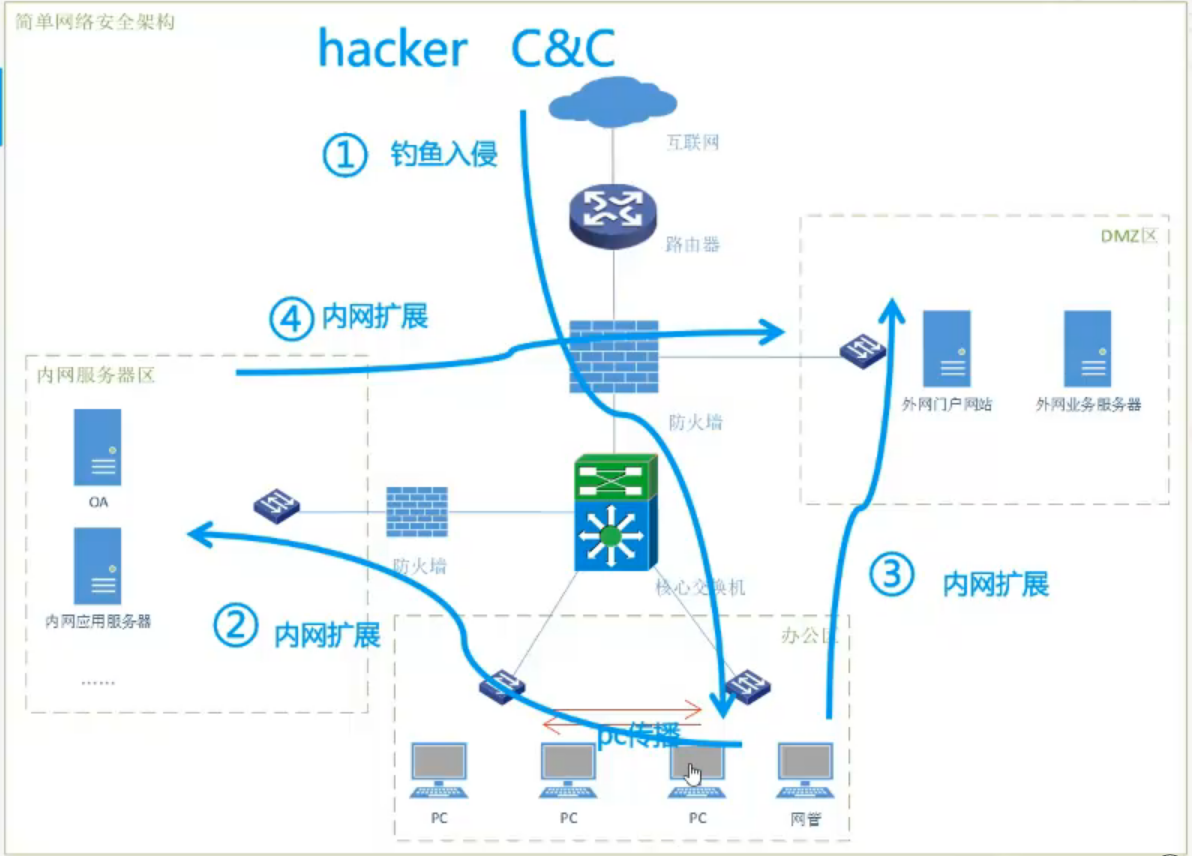 简单网络安全架构
hacker C&C
互联网
① 钓鱼入侵
路由器
DMZ区
④ 内网扩展
内网服务器区
外网门户网站
外网业务服务器
防火墙
OA
防火墙
核心交换机
③ 内网扩展
内网应用服务器
② 内网扩展
办公区
......
pc传播
PC
PC
PC
网管